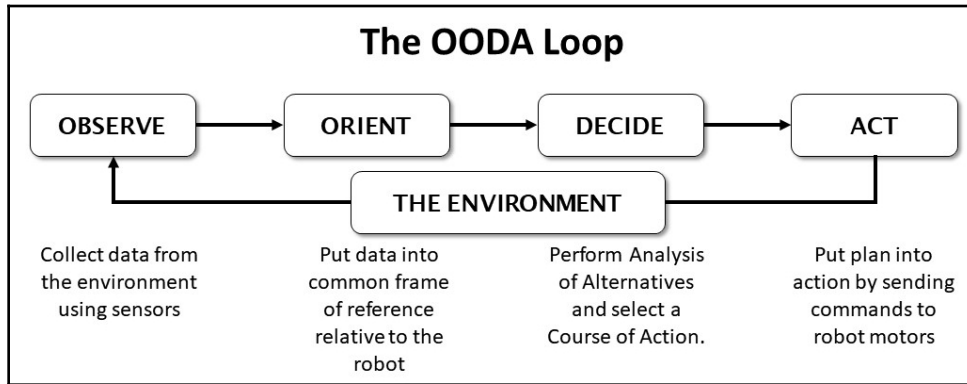 The OODA Loop
OBSERVE
ORIENT
DECIDE
ACT
THE ENVIRONMENT
Collect data from
the environment
using sensors
Put data into
common frame
of reference
relative to the
robot
Perform Analysis
of Alternatives
and select a
Course of Action.
Put plan into
action by sending
commands to
robot motors